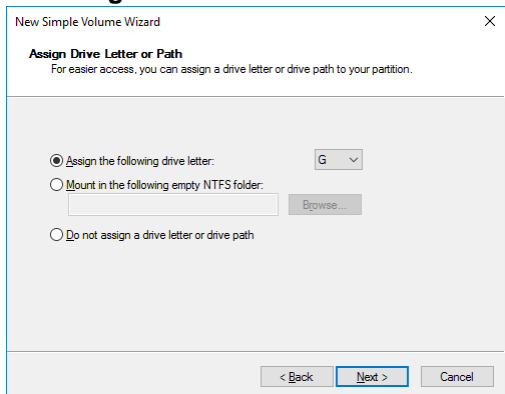 New Simple Volume Wizard
Assign Drive Letter or Path
For easier access, you can assign a drive letter or drive path to your partition.
Assign the following drive letter: G
Mount in the following empty NTFS folder:
Browse...
Do not assign a drive letter or drive path
< Back Next > Cancel